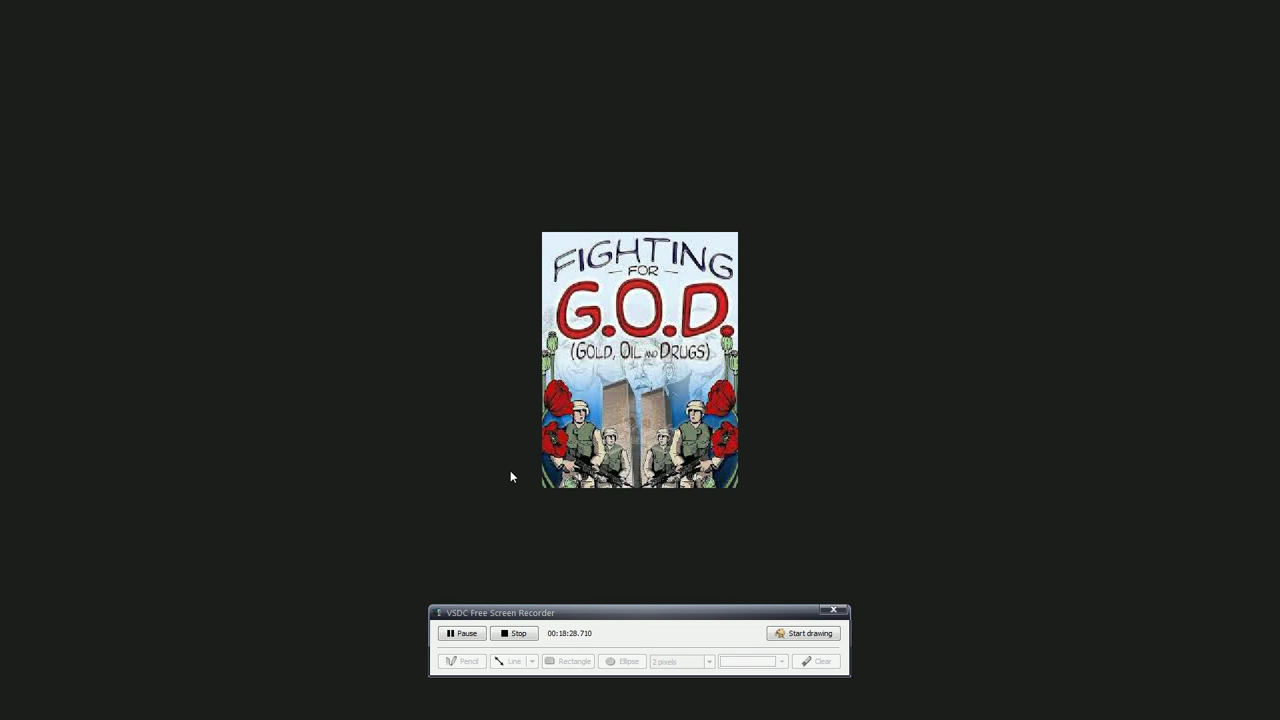 FIGHTING
FOR
G.O.D.
(GOLD, OIL AND DRUGS)
VSDC Free Screen Recorder
Pause Stop 00:18:28.710 Start drawing
Pencil Line Rectangle Ellipse 2 pixels Clear